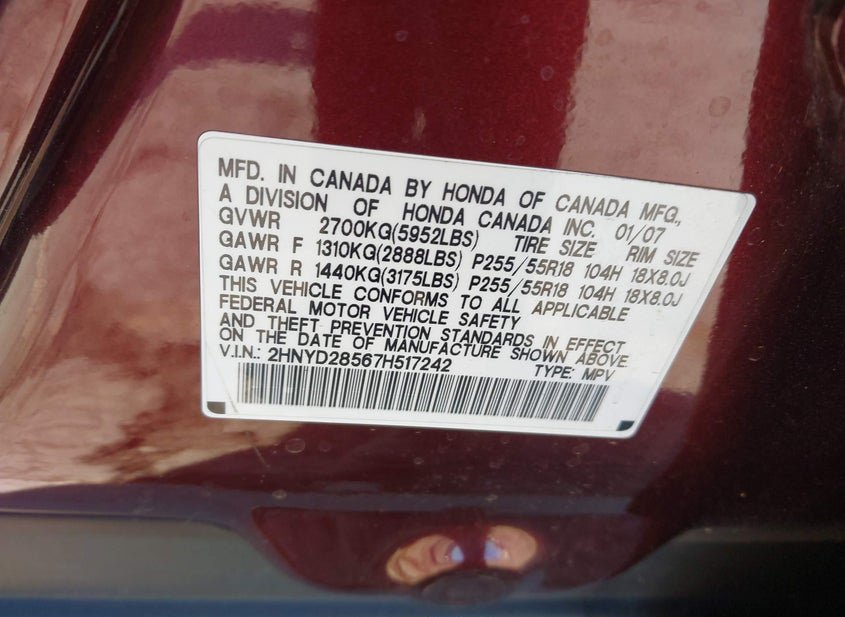 MFD. IN CANADA BY HONDA OF CANADA MFG.,
A DIVISION OF HONDA CANADA INC. 01/07
GVWR 2700KG(5952LBS) TIRE SIZE RIM SIZE
GAWR F 1310KG(2888LBS) P255/55R18 104H 18X8.0J
GAWR R 1440KG(3175LBS) P255/55R18 104H 18X8.0J
THIS VEHICLE CONFORMS TO ALL APPLICABLE
FEDERAL MOTOR VEHICLE SAFETY
AND THEFT PREVENTION STANDARDS IN EFFECT
ON THE DATE OF MANUFACTURE SHOWN ABOVE.
V.I.N.: 2HNYD28567H517242 TYPE: MPV